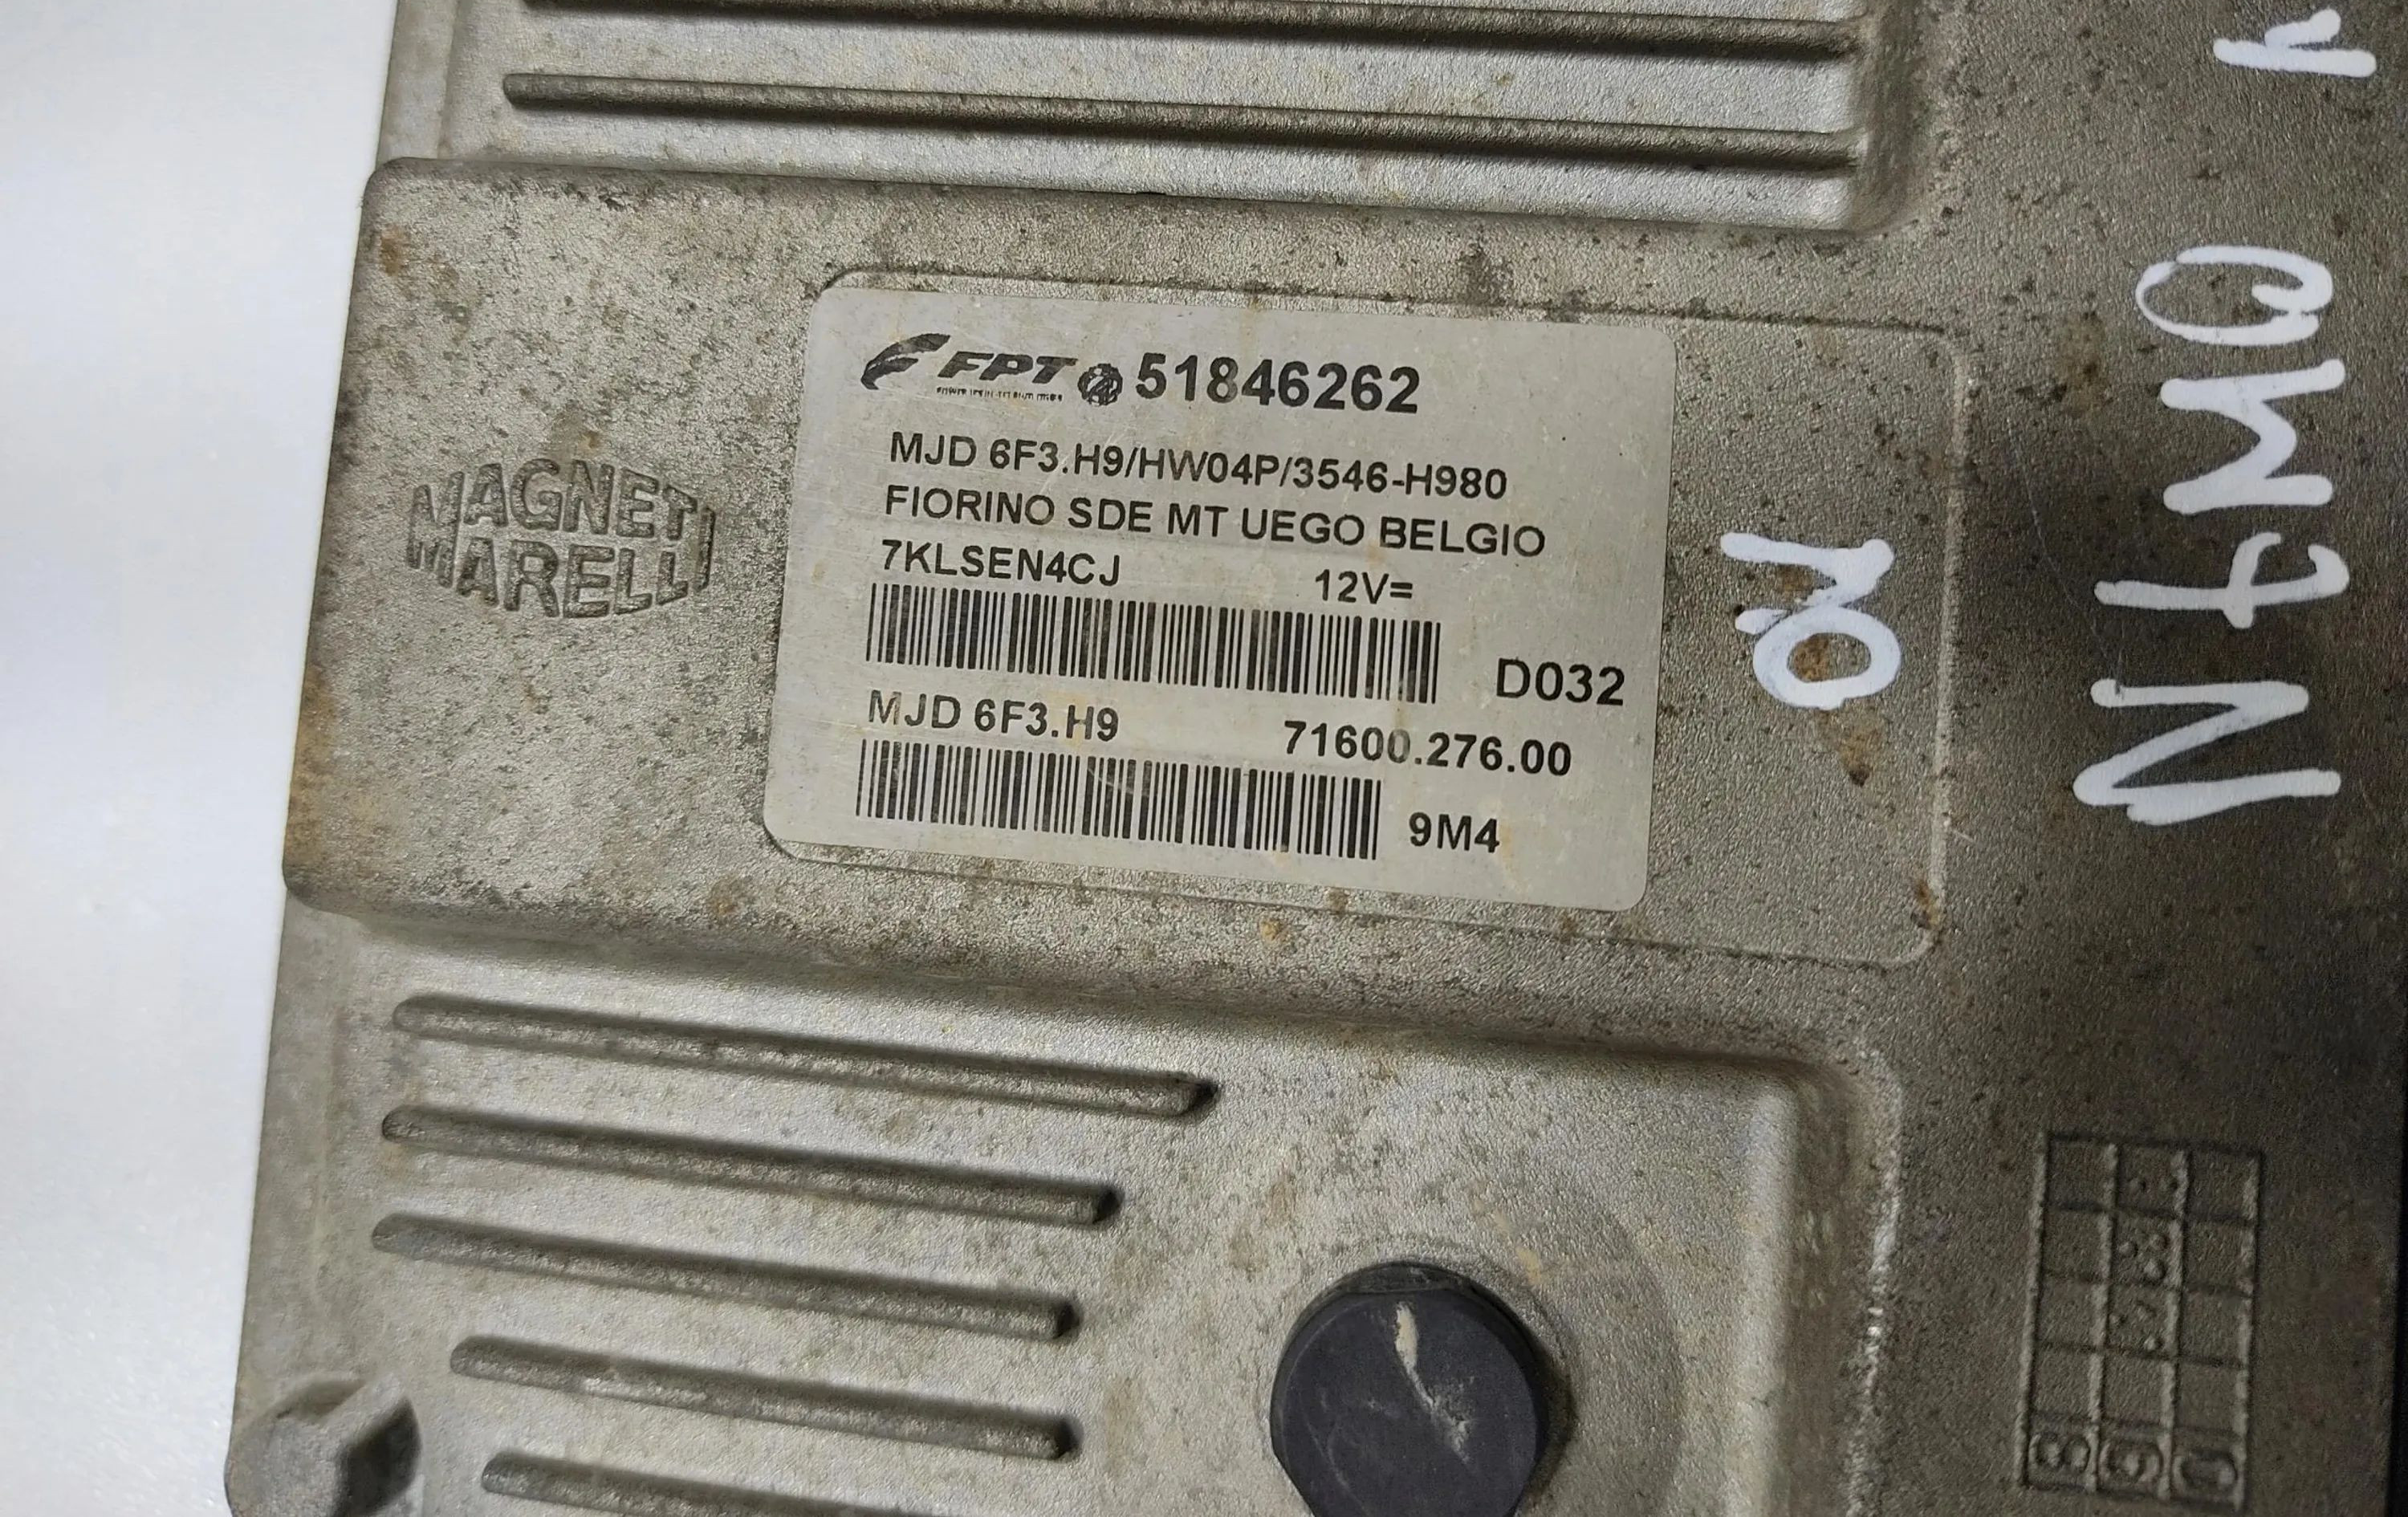 FPT 51846262
MJD 6F3.H9/HW04P/3546-H980
FIORINO SDE MT UEGO BELGIO
7KLSEN4CJ 12V=
D032
MJD 6F3.H9 71600.276.00
9M4
MAGNETI
MARELLI
NEMO